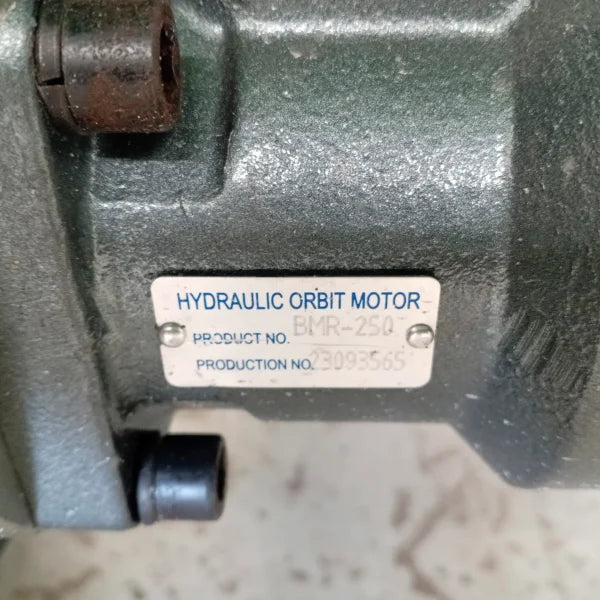 HYDRAULIC ORBIT MOTOR
PRODUCT NO. BMR-250
PRODUCTION NO. 23093565